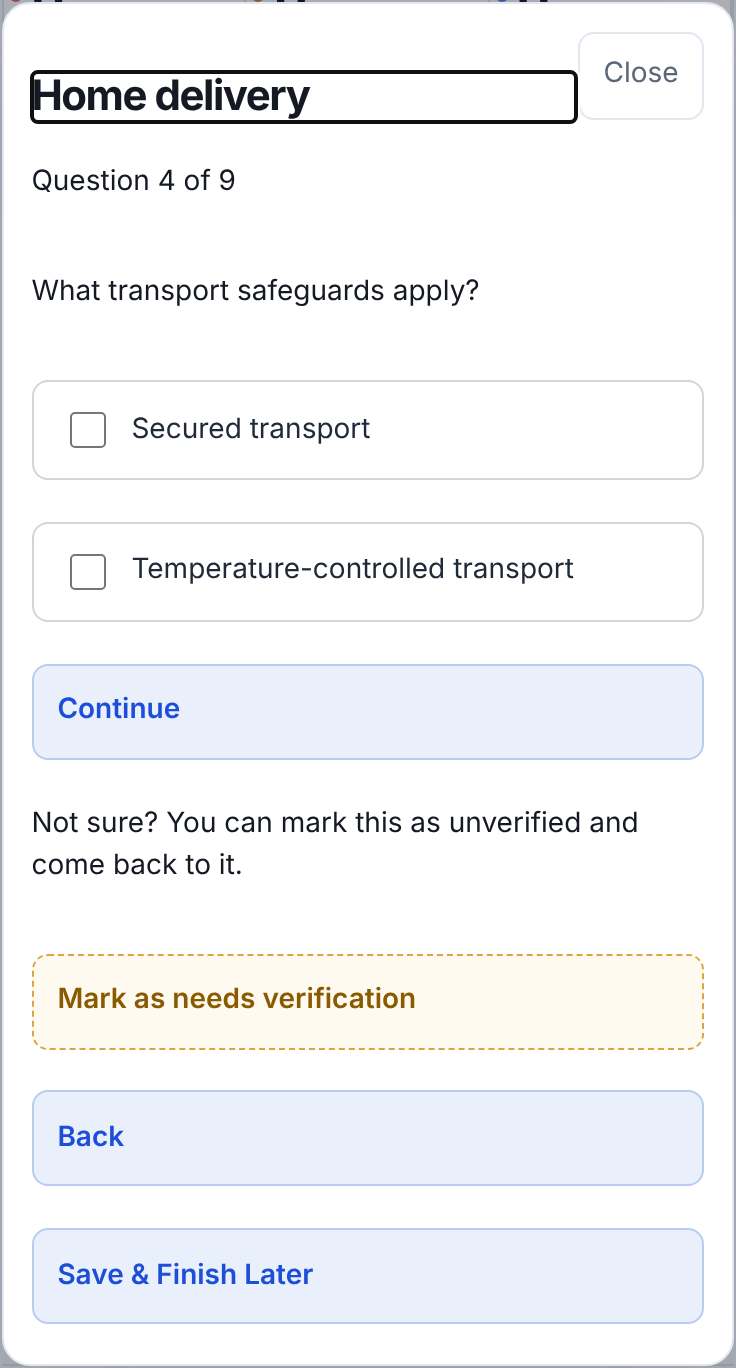 Home delivery
Close
Question 4 of 9
What transport safeguards apply?
Secured transport
Temperature-controlled transport
Continue
Not sure? You can mark this as unverified and
come back to it.
Mark as needs verification
Back
Save & Finish Later